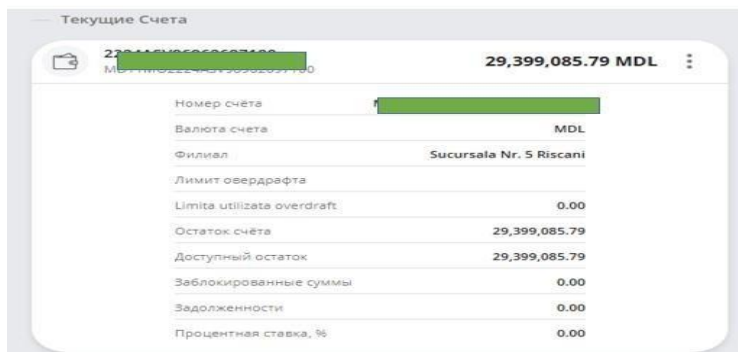 Текущие Счета
29,399,085.79 MDL
Номер счёта
Валюта счета MDL
Филиал Sucursala Nr. 5 Riscani
Лимит овердрафта
Limita utilizata overdraft 0.00
Остаток счёта 29,399,085.79
Доступный остаток 29,399,085.79
Заблокированные суммы 0.00
Задолженности 0.00
Процентная ставка, % 0.00